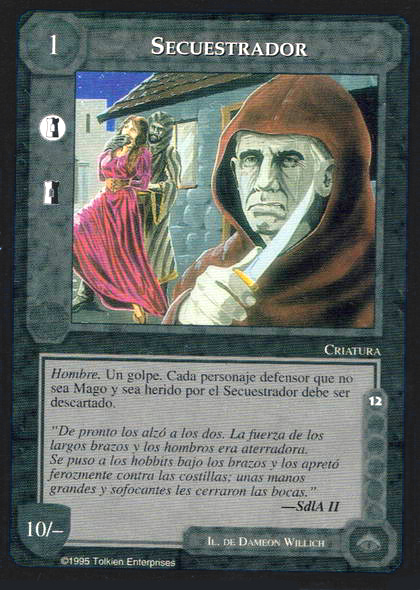 1
SECUESTRADOR
CRIATURA
Hombre. Un golpe. Cada personaje defensor que no
sea Mago y sea herido por el Secuestrador debe ser
descartado.
12
"De pronto los alzó a los dos. La fuerza de los
largos brazos y los hombros era aterradora.
Se puso a los hobbits bajo los brazos y los apretó
ferozmente contra las costillas; unas manos
grandes y sofocantes les cerraron las bocas."
—SdlA II
10/–
IL. DE DAMEON WILLICH
©1995 Tolkien Enterprises